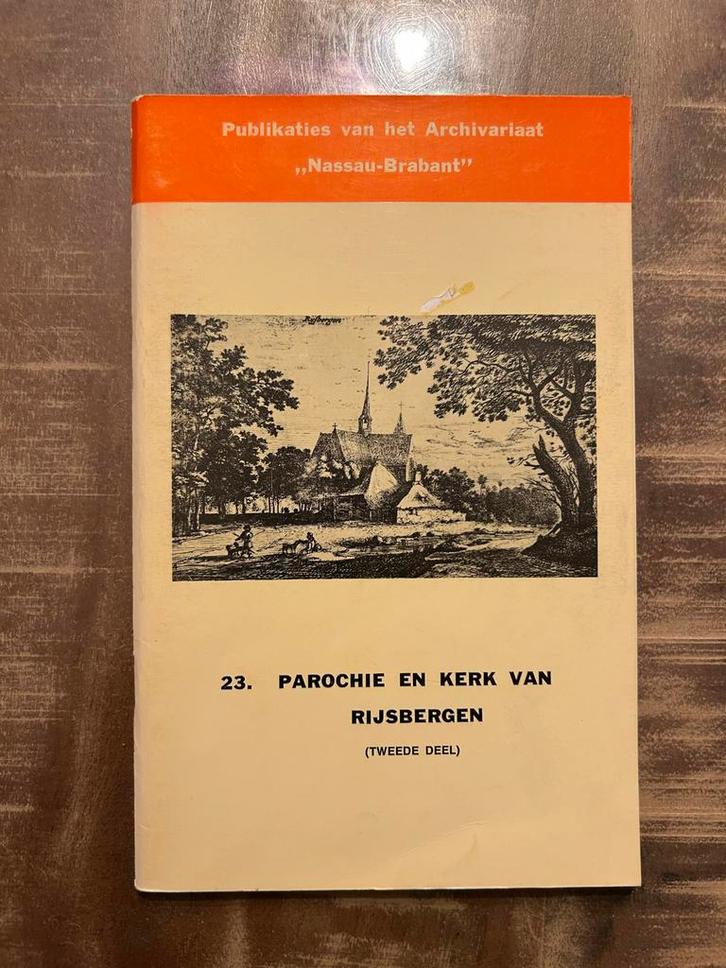 Publikaties van het Archivariaat
„Nassau-Brabant”
Rijsbergen
23. PAROCHIE EN KERK VAN
RIJSBERGEN
(TWEEDE DEEL)